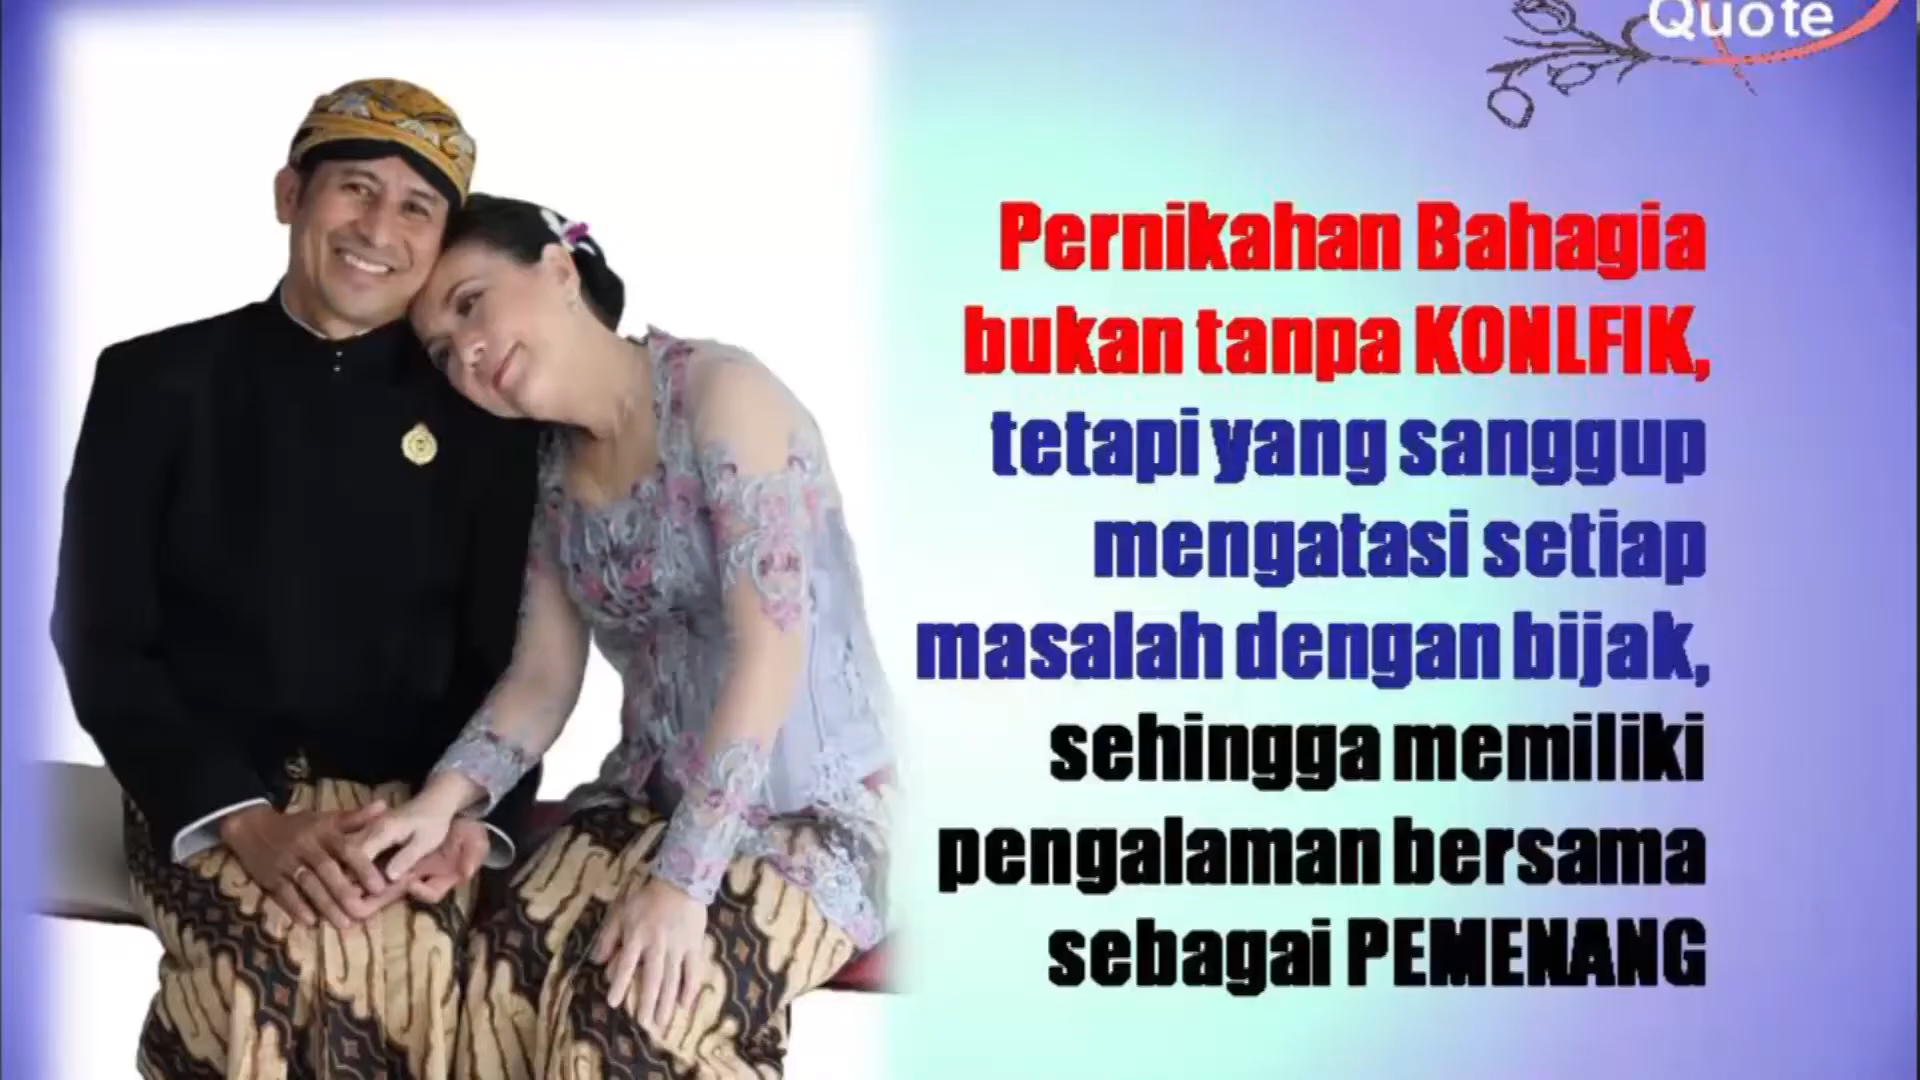 Quote
Pernikahan Bahagia
bukan tanpa KONLFIK,
tetapi yang sanggup
mengatasi setiap
masalah dengan bijak,
sehingga memiliki
pengalaman bersama
sebagai PEMENANG